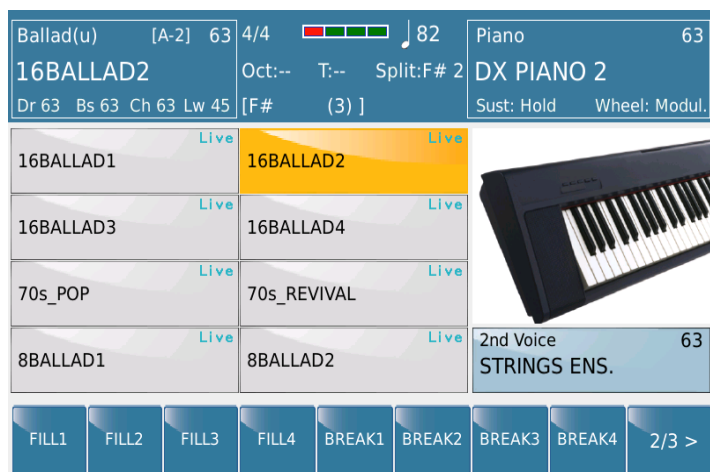 Ballad(u) [A-2] 63
16BALLAD2
Dr 63 Bs 63 Ch 63 Lw 45
4/4 82
Oct:-- T:-- Split:F# 2
[F# (3) ]
Piano 63
DX PIANO 2
Sust: Hold Wheel: Modul.
Live
16BALLAD1
Live
16BALLAD2
Live
16BALLAD3
Live
16BALLAD4
Live
70s_POP
Live
70s_REVIVAL
Live
8BALLAD1
Live
8BALLAD2
2nd Voice 63
STRINGS ENS.
FILL1 FILL2 FILL3 FILL4 BREAK1 BREAK2 BREAK3 BREAK4 2/3 >